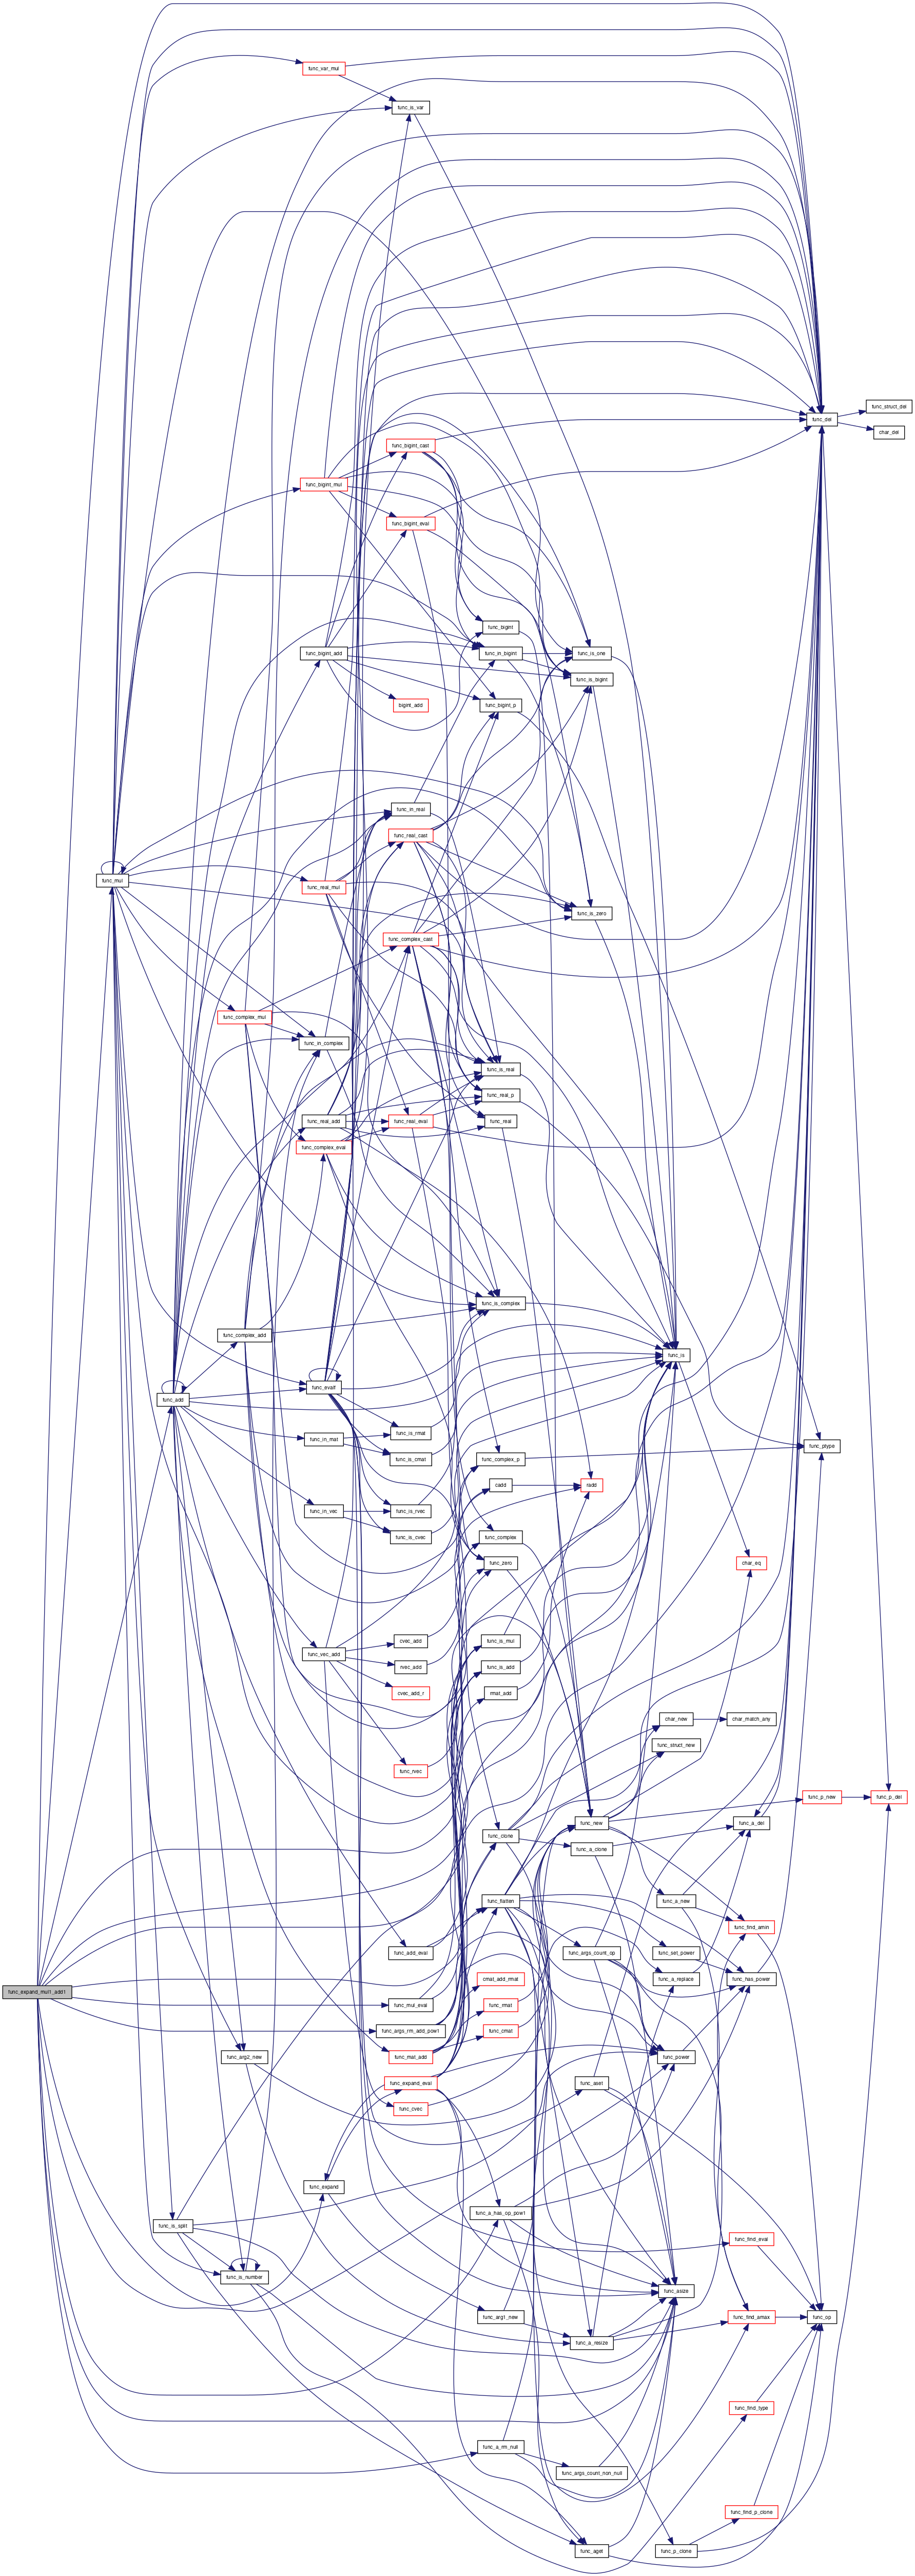 func_var_mul
func_is_var
func_struct_del
func_del
char_del
func_bigint_cast
func_bigint_mul
func_bigint_eval
func_bigint
func_bigint_add
func_in_bigint
func_is_one
func_is_bigint
bigint_add
func_bigint_p
func_in_real
func_real_cast
func_mul
func_real_mul
func_is_zero
func_complex_cast
func_complex_mul
func_in_complex
func_is_real
func_real_p
func_real_add
func_real_eval
func_real
func_complex_eval
func_is_complex
func_complex_add
func_is
func_evalf
func_add
func_is_rmat
func_in_mat
func_ptype
func_is_cmat
func_complex_p
cadd
radd
func_in_vec
func_is_rvec
func_is_cvec
func_complex
func_zero
char_eq
cvec_add
func_is_mul
func_vec_add
rvec_add
func_is_add
cvec_add_r
rmat_add
char_new
char_match_any
func_struct_new
func_rvec
func_p_new
func_p_del
func_new
func_a_del
func_clone
func_a_clone
func_flatten
func_a_new
func_find_amin
func_add_eval
func_args_count_op
func_set_power
cmat_add_rmat
func_a_replace
func_has_power
func_expand_mul1_add1
func_mul_eval
func_rmat
func_args_rm_add_pow1
func_cmat
func_arg2_new
func_mat_add
func_power
func_expand_eval
func_aset
func_cvec
func_expand
func_a_has_op_pow1
func_is_split
func_find_eval
func_is_number
func_asize
func_arg1_new
func_find_amax
func_op
func_a_resize
func_find_type
func_a_rm_null
func_args_count_non_null
func_find_p_clone
func_aget
func_p_clone